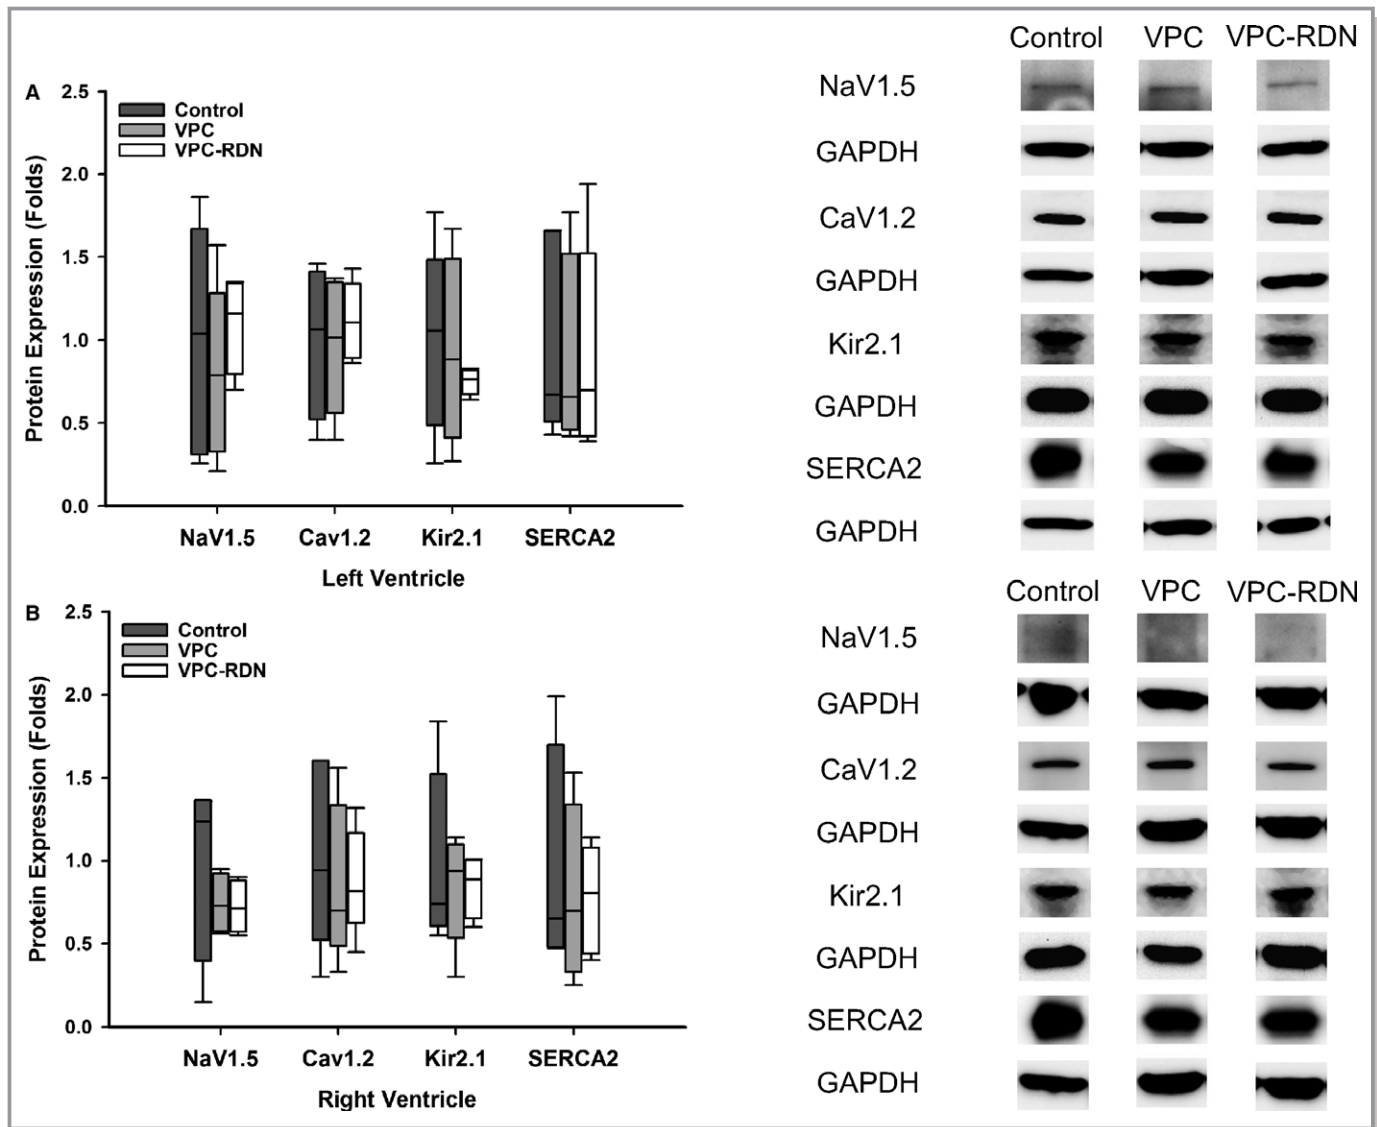 A
2.5
2.0
1.5
1.0
0.5
0.0
Protein Expression (Folds)
Control
VPC
VPC-RDN
NaV1.5 Cav1.2 Kir2.1 SERCA2
Left Ventricle
Control VPC VPC-RDN
NaV1.5
GAPDH
CaV1.2
GAPDH
Kir2.1
GAPDH
SERCA2
GAPDH
B
2.5
2.0
1.5
1.0
0.5
0.0
Protein Expression (Folds)
Control
VPC
VPC-RDN
NaV1.5 Cav1.2 Kir2.1 SERCA2
Right Ventricle
Control VPC VPC-RDN
NaV1.5
GAPDH
CaV1.2
GAPDH
Kir2.1
GAPDH
SERCA2
GAPDH